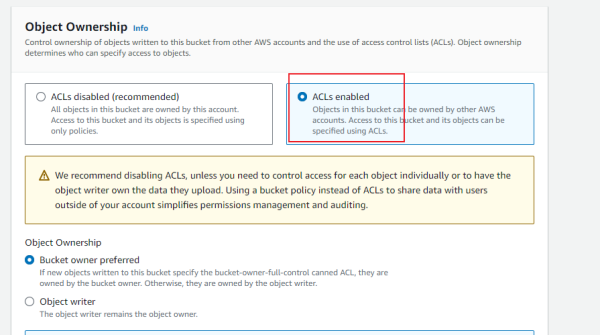 Object Ownership Info
Control ownership of objects written to this bucket from other AWS accounts and the use of access control lists (ACLs). Object ownership
determines who can specify access to objects.
ACLs disabled (recommended)
All objects in this bucket are owned by this account.
Access to this bucket and its objects is specified using
only policies.
ACLs enabled
Objects in this bucket can be owned by other AWS
accounts. Access to this bucket and its objects can be
specified using ACLs.
We recommend disabling ACLs, unless you need to control access for each object individually or to have the
object writer own the data they upload. Using a bucket policy instead of ACLs to share data with users
outside of your account simplifies permissions management and auditing.
Object Ownership
Bucket owner preferred
If new objects written to this bucket specify the bucket-owner-full-control canned ACL, they are
owned by the bucket owner. Otherwise, they are owned by the object writer.
Object writer
The object writer remains the object owner.